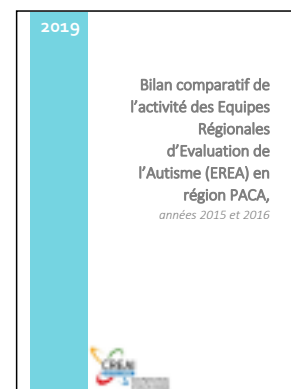 2019
Bilan comparatif de
l’activité des Equipes
Régionales
d’Evaluation de
l’Autisme (EREA) en
région PACA,
années 2015 et 2016
CREAI